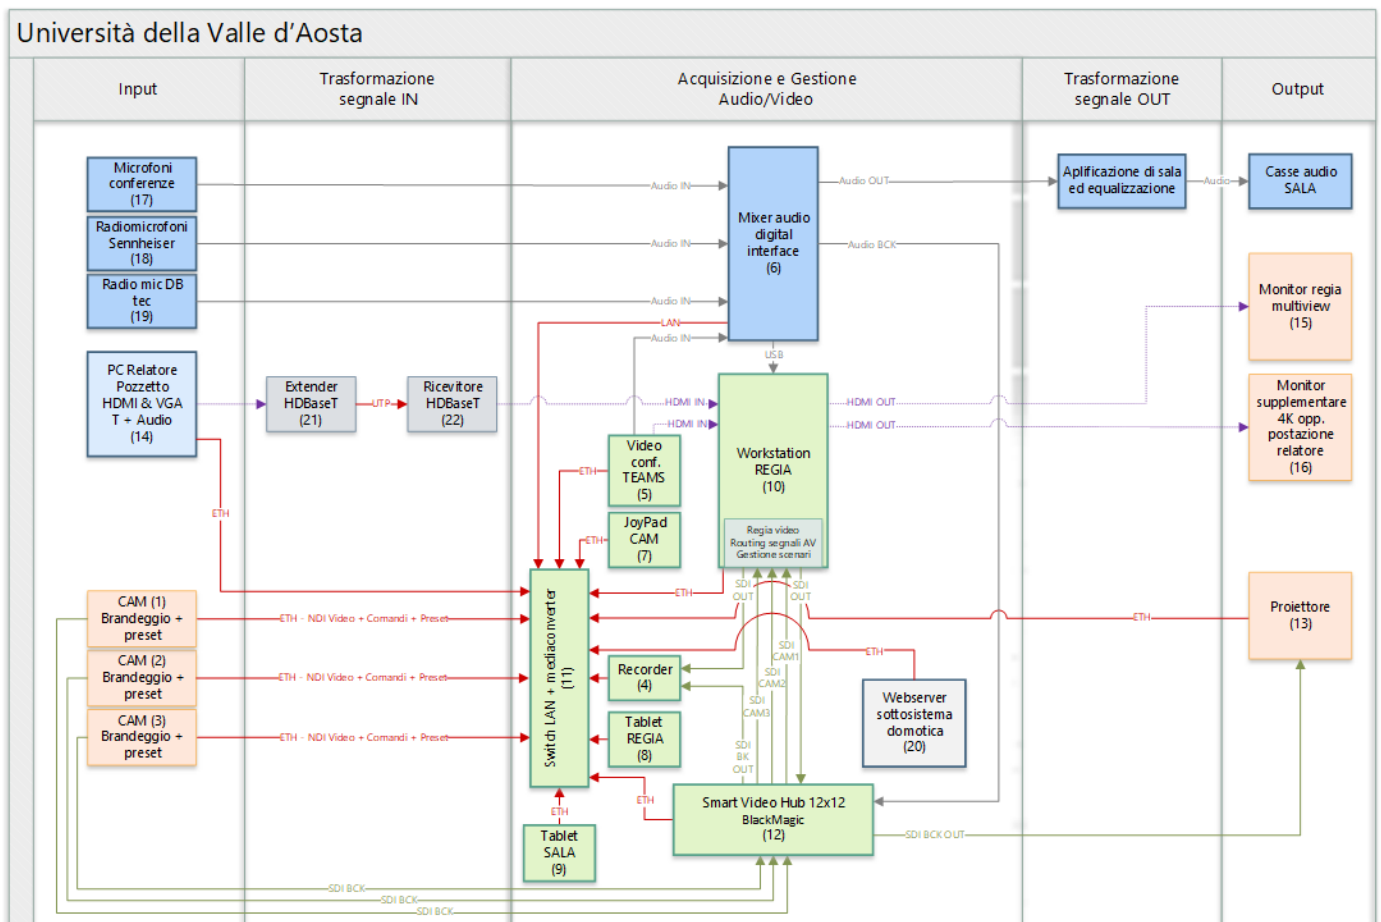 Università della Valle d'Aosta
Input
Trasformazione
segnale IN
Acquisizione e Gestione
Audio/Video
Trasformazione
segnale OUT
Output
Microfoni
conferenze
(17)
Radiomicrofoni
Sennheiser
(18)
Radio mic DB
tec
(19)
PC Relatore
Pozzetto
HDMI & VGA
T + Audio
(14)
Extender
HDBaseT
(21)
UTP
Ricevitore
HDBaseT
(22)
Audio IN
Audio IN
Audio IN
LAN
Audio IN
Mixer audio
digital
interface
(6)
Audio OUT
Audio BCK
USB
Aplificazione di sala
ed equalizzazione
Audio
Casse audio
SALA
Monitor regia
multiview
(15)
Monitor
supplementare
4K opp.
postazione
relatore
(16)
HDMI IN
HDMI IN
HDMI OUT
HDMI OUT
Workstation
REGIA
(10)
Regia video
Routing segnali AV
Gestione scenari
Video
conf.
TEAMS
(5)
ETH
JoyPad
CAM
(7)
ETH
ETH
ETH
SDI
OUT
SDI
OUT
SDI
CAM1
SDI
CAM2
SDI
CAM3
SDI
BK
OUT
Switch LAN + mediaconverter
(11)
CAM (1)
Brandeggio +
preset
ETH - NDI Video + Comandi + Preset
CAM (2)
Brandeggio +
preset
ETH - NDI Video + Comandi + Preset
CAM (3)
Brandeggio +
preset
ETH - NDI Video + Comandi + Preset
Recorder
(4)
Tablet
REGIA
(8)
ETH
Proiettore
(13)
ETH
Webserver
sottosistema
domotica
(20)
ETH
Tablet
SALA
(9)
ETH
Smart Video Hub 12x12
BlackMagic
(12)
SDI BCK OUT
SDI BCK
SDI BCK
SDI BCK